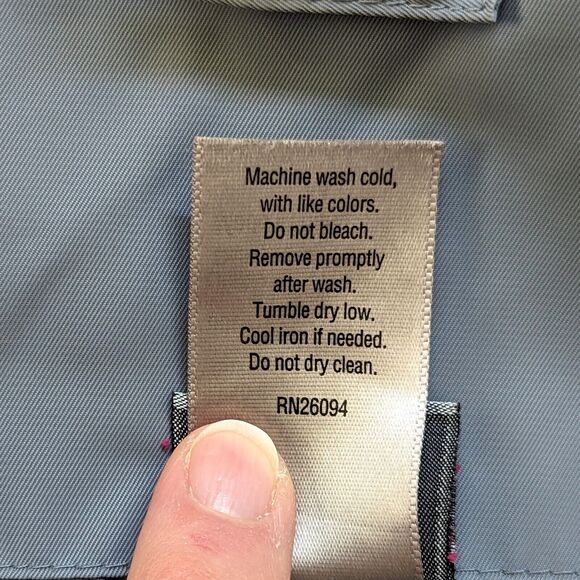 Machine wash cold,
with like colors.
Do not bleach.
Remove promptly
after wash.
Tumble dry low.
Cool iron if needed.
Do not dry clean.
RN26094